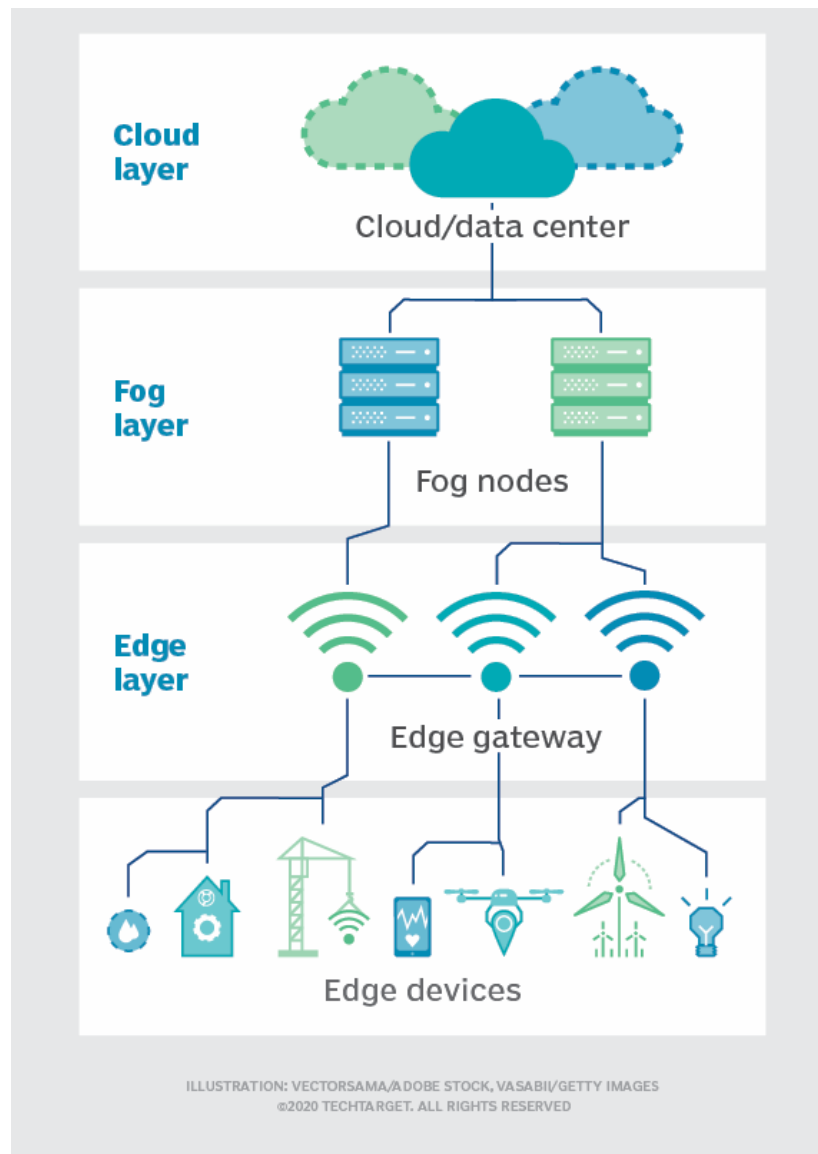 Cloud
layer
Cloud/data center
Fog
layer
Fog nodes
Edge
layer
Edge gateway
Edge devices
ILLUSTRATION: VECTORSAMA/ADOBE STOCK, VASABII/GETTY IMAGES
©2020 TECHTARGET. ALL RIGHTS RESERVED